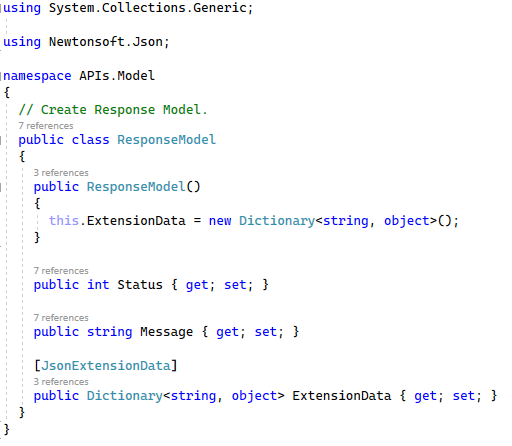 using System.Collections.Generic;
using Newtonsoft.Json;
namespace APIs.Model
{
// Create Response Model.
7 references
public class ResponseModel
{
3 references
public ResponseModel()
{
this.ExtensionData = new Dictionary<string, object>();
}
7 references
public int Status { get; set; }
7 references
public string Message { get; set; }
[JsonExtensionData]
3 references
public Dictionary<string, object> ExtensionData { get; set; }
}
}